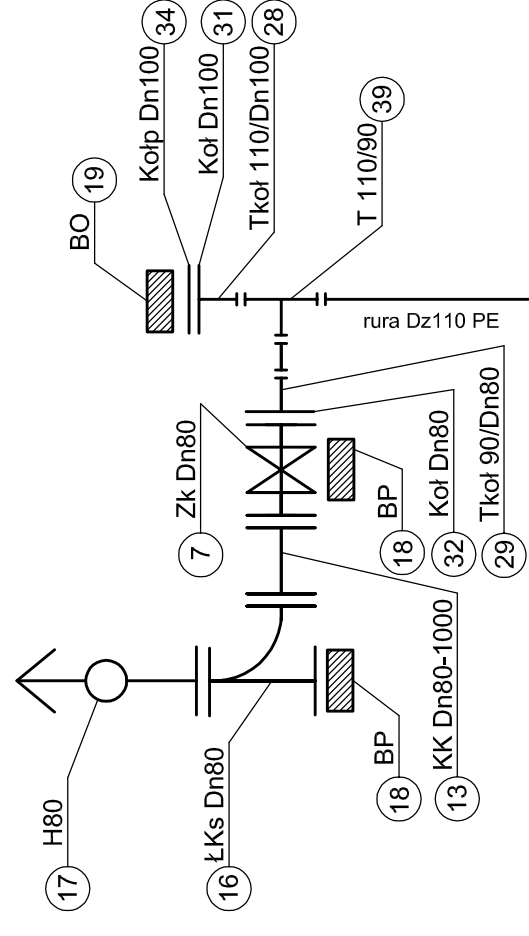 34
Kołp Dn100
31
Koł Dn100
28
Tkoł 110/Dn100
39
T 110/90
19
BO
rura Dz110 PE
7
Zk Dn80
18
BP
32
Koł Dn80
29
Tkoł 90/Dn80
17
H80
16
ŁKs Dn80
18
BP
13
KK Dn80-1000